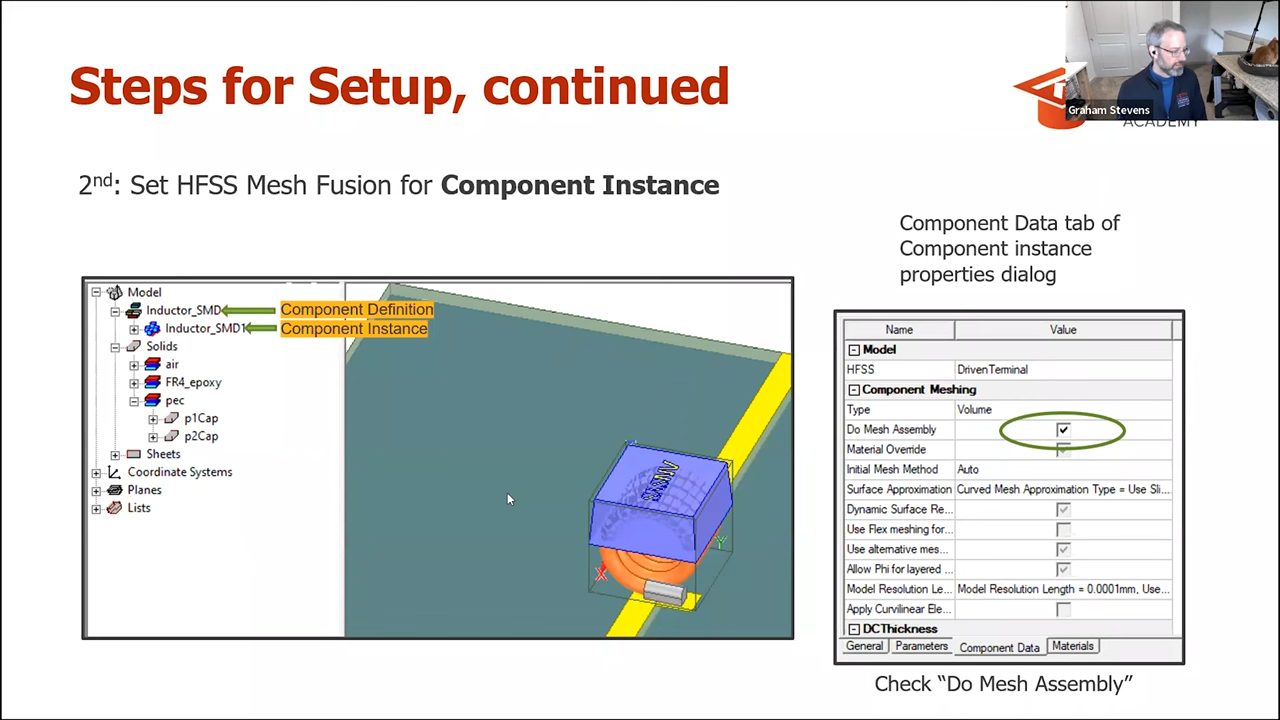 Steps for Setup, continued
Graham Stevens
ACADEMY
2nd: Set HFSS Mesh Fusion for Component Instance
Component Data tab of
Component instance
properties dialog
Model
Inductor_SMD
Component Definition
Inductor_SMD1
Component Instance
Solids
air
FR4_epoxy
pec
p1Cap
p2Cap
Sheets
Coordinate Systems
Planes
Lists
X
Y
Name Value
Model
HFSS DrivenTerminal
Component Meshing
Type Volume
Do Mesh Assembly
Material Override
Initial Mesh Method Auto
Surface Approximation Curved Mesh Approximation Type = Use Sli...
Dynamic Surface Re...
Use Flex meshing for...
Use alternative mes...
Allow Phi for layered ...
Model Resolution Le... Model Resolution Length = 0.0001mm, Use...
Apply Curvilinear Ele...
DCThickness
General Parameters Component Data Materials
Check “Do Mesh Assembly”